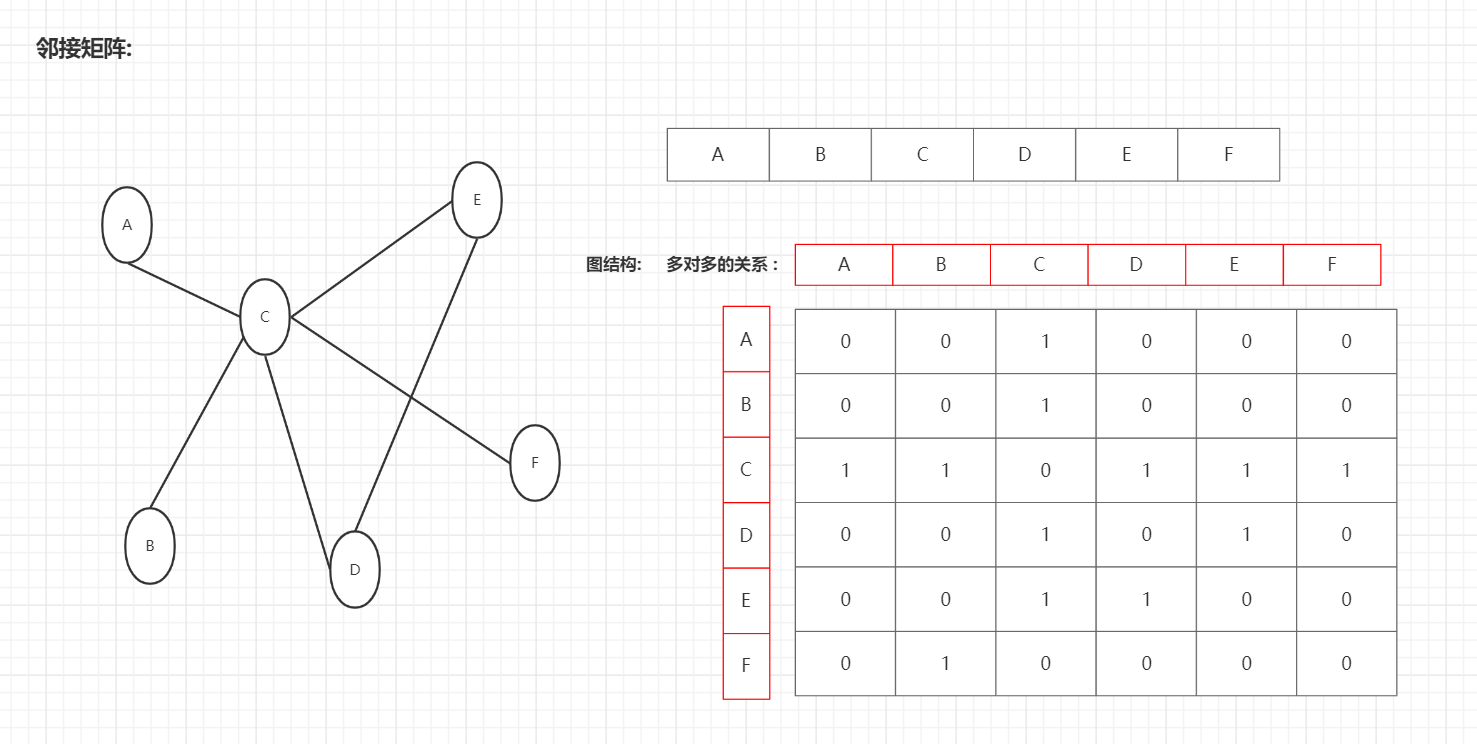 邻接矩阵:
A B C D E F
E
A
C
F
B
D
图结构: 多对多的关系：
A B C D E F
A 0 0 1 0 0 0
B 0 0 1 0 0 0
C 1 1 0 1 1 1
D 0 0 1 0 1 0
E 0 0 1 1 0 0
F 0 1 0 0 0 0